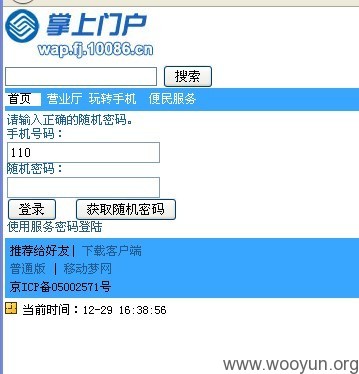 掌上门户
wap.fj.10086.cn
搜索
首页 营业厅 玩转手机 便民服务
请输入正确的随机密码。
手机号码：
110
随机密码：
登录 获取随机密码
使用服务密码登陆
推荐给好友| 下载客户端
普通版 | 移动梦网
京ICP备05002571号
当前时间：12-29 16:38:56
www.wooyun.org